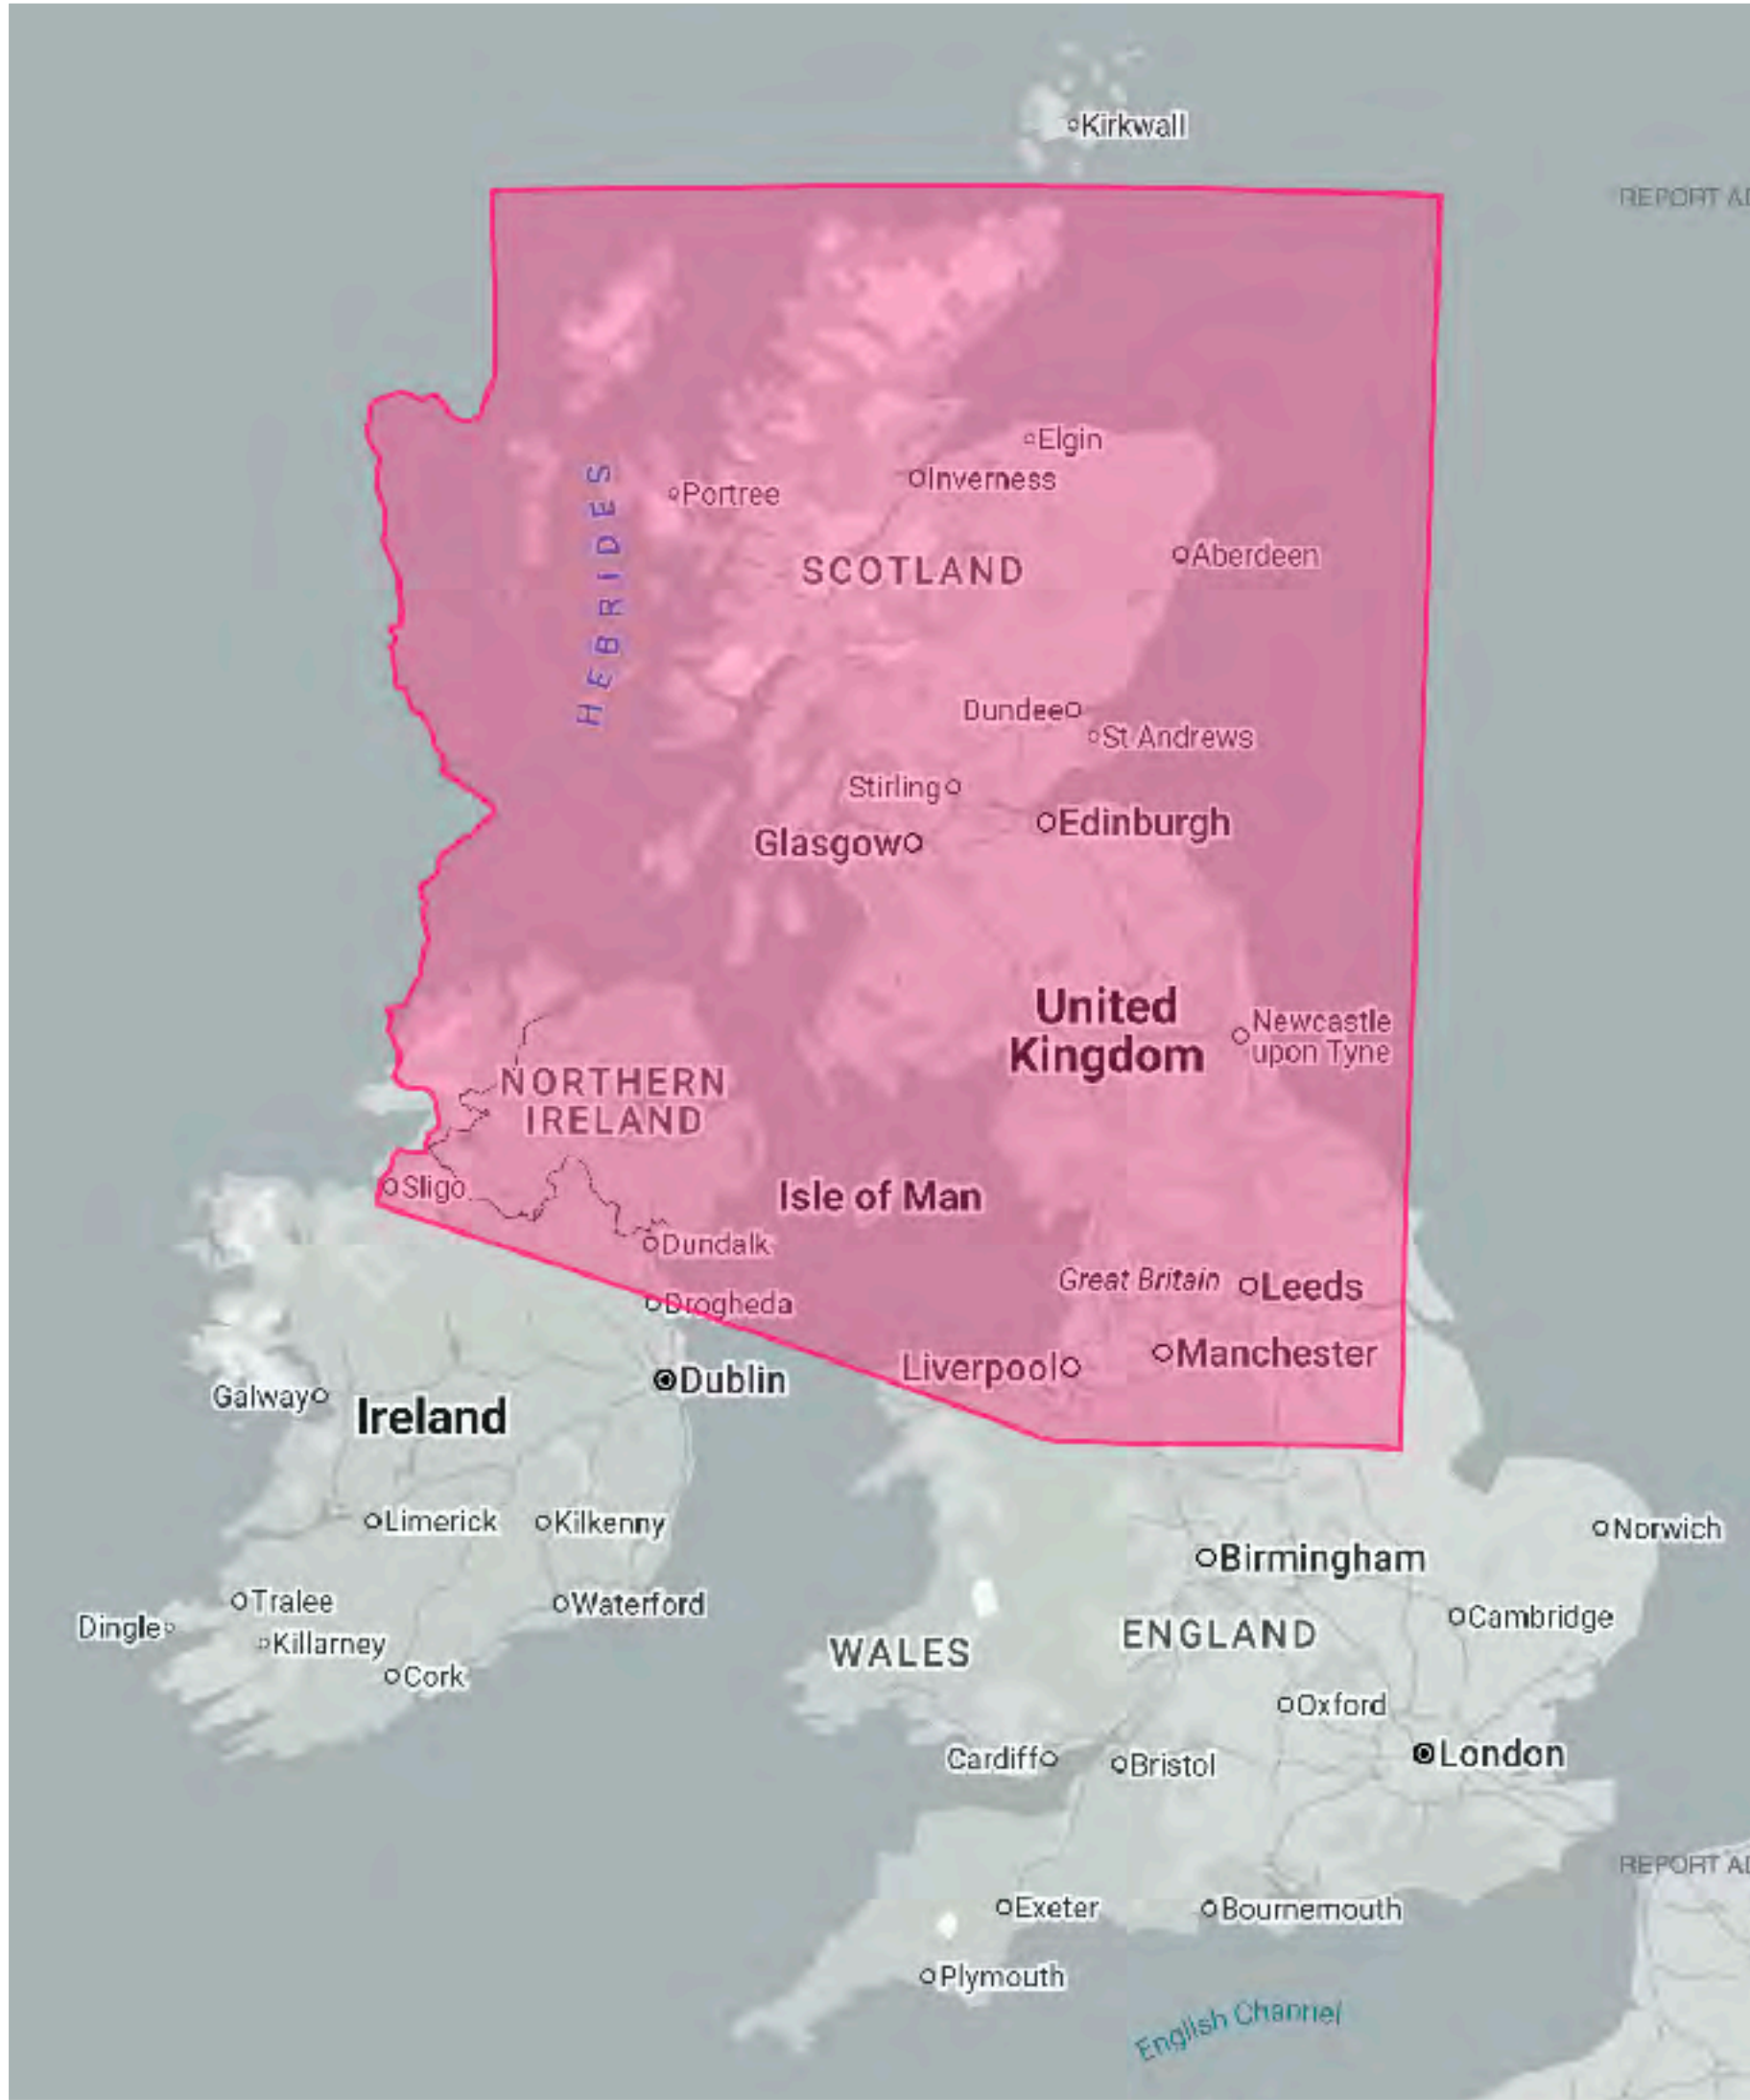 Kirkwall
REPORT AD
Elgin
Inverness
Portree
HEBRIDES
SCOTLAND
Aberdeen
Dundee
St Andrews
Stirling
Edinburgh
Glasgow
United
Kingdom
Newcastle
upon Tyne
NORTHERN
IRELAND
Sligo
Isle of Man
Dundalk
Great Britain
Leeds
Drogheda
Manchester
Liverpool
Dublin
Galway
Ireland
Limerick
Kilkenny
Norwich
Birmingham
Tralee
Waterford
Cambridge
Dingle
Killarney
ENGLAND
WALES
Cork
Oxford
London
Cardiff
Bristol
REPORT AD
Exeter
Bournemouth
Plymouth
English Channel